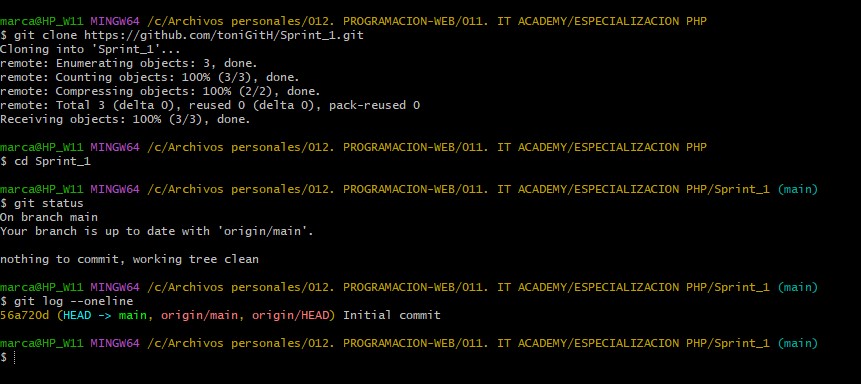 marca@HP_W11 MINGW64 /c/Archivos personales/012. PROGRAMACION-WEB/011. IT ACADEMY/ESPECIALIZACION PHP
$ git clone https://github.com/toniGitH/Sprint_1.git
Cloning into 'Sprint_1'...
remote: Enumerating objects: 3, done.
remote: Counting objects: 100% (3/3), done.
remote: Compressing objects: 100% (2/2), done.
remote: Total 3 (delta 0), reused 0 (delta 0), pack-reused 0
Receiving objects: 100% (3/3), done.
marca@HP_W11 MINGW64 /c/Archivos personales/012. PROGRAMACION-WEB/011. IT ACADEMY/ESPECIALIZACION PHP
$ cd Sprint_1
marca@HP_W11 MINGW64 /c/Archivos personales/012. PROGRAMACION-WEB/011. IT ACADEMY/ESPECIALIZACION PHP/Sprint_1 (main)
$ git status
On branch main
Your branch is up to date with 'origin/main'.
nothing to commit, working tree clean
marca@HP_W11 MINGW64 /c/Archivos personales/012. PROGRAMACION-WEB/011. IT ACADEMY/ESPECIALIZACION PHP/Sprint_1 (main)
$ git log --oneline
56a720d (HEAD -> main, origin/main, origin/HEAD) Initial commit
marca@HP_W11 MINGW64 /c/Archivos personales/012. PROGRAMACION-WEB/011. IT ACADEMY/ESPECIALIZACION PHP/Sprint_1 (main)
$